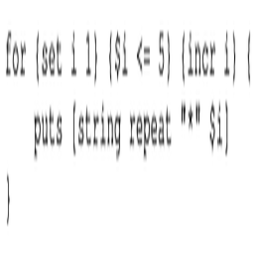 for {set i 1} {$i <= 5} {incr i} {
    puts [string repeat "*" $i]
}